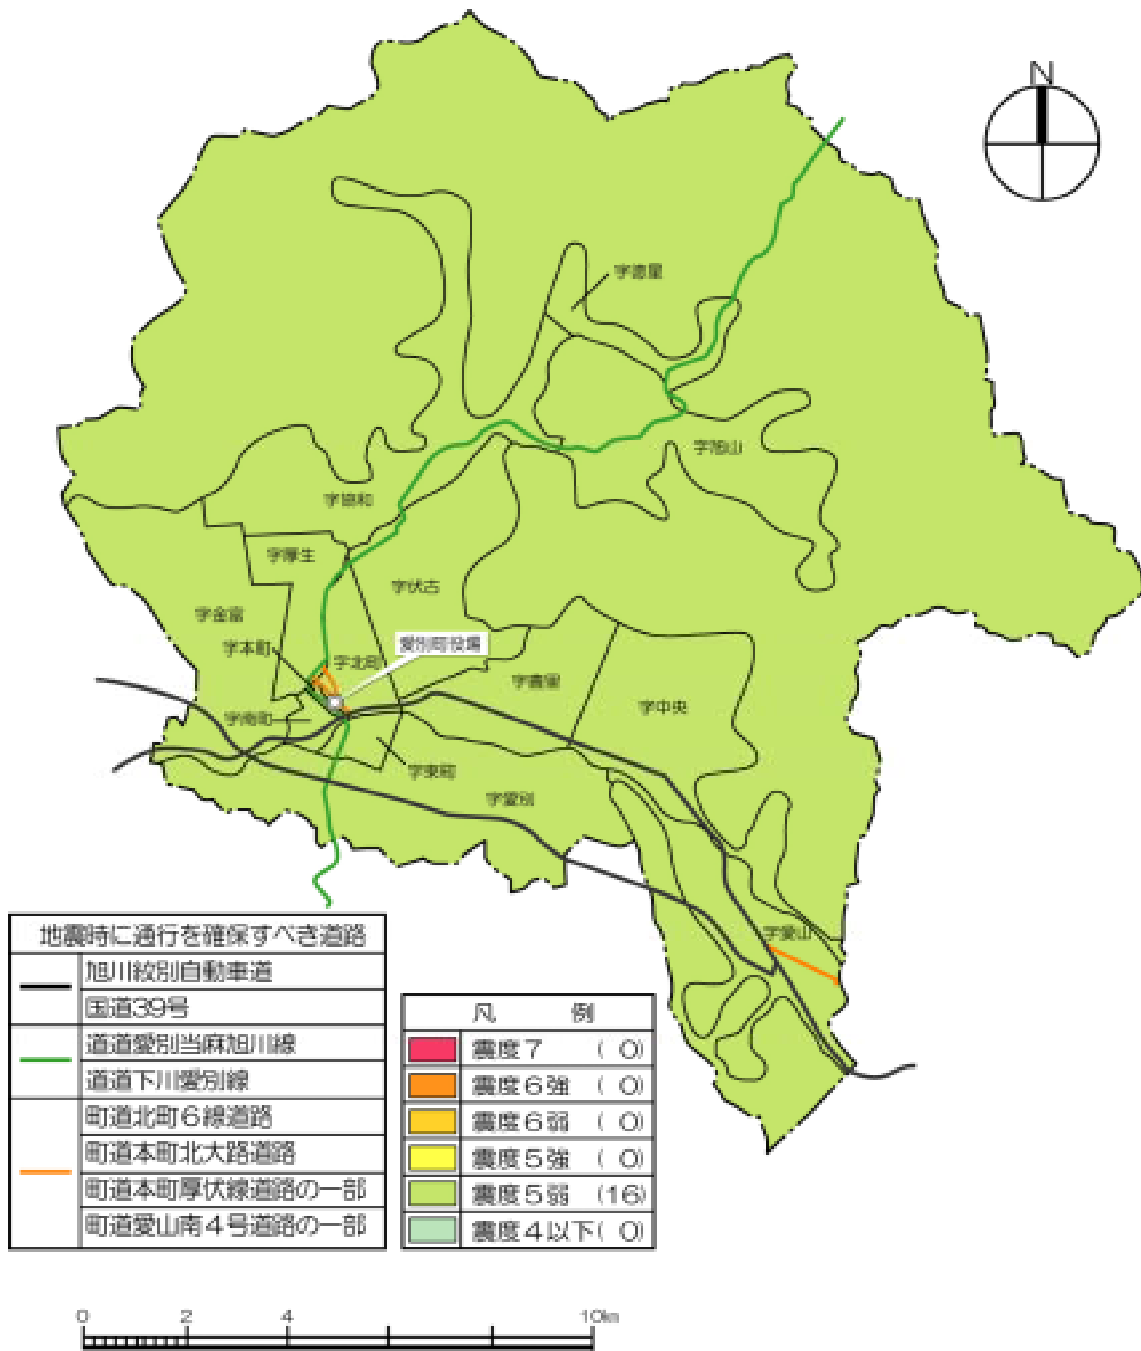 N
字徳星
字旭山
字協和
字厚生
字伏古
字金富
字本町
愛別町役場
字北町
字豊里
字中央
字南町
字東町
字愛別
字愛山
地震時に通行を確保すべき道路
旭川紋別自動車道
国道39号
道道愛別当麻旭川線
道道下川愛別線
町道北町６線道路
町道本町北大路道路
町道本町厚伏線道路の一部
町道愛山南４号道路の一部
凡 例
震度７ ( 0)
震度６強 ( 0)
震度６弱 ( 0)
震度５強 ( 0)
震度５弱 (16)
震度４以下( 0)
0 2 4 10km